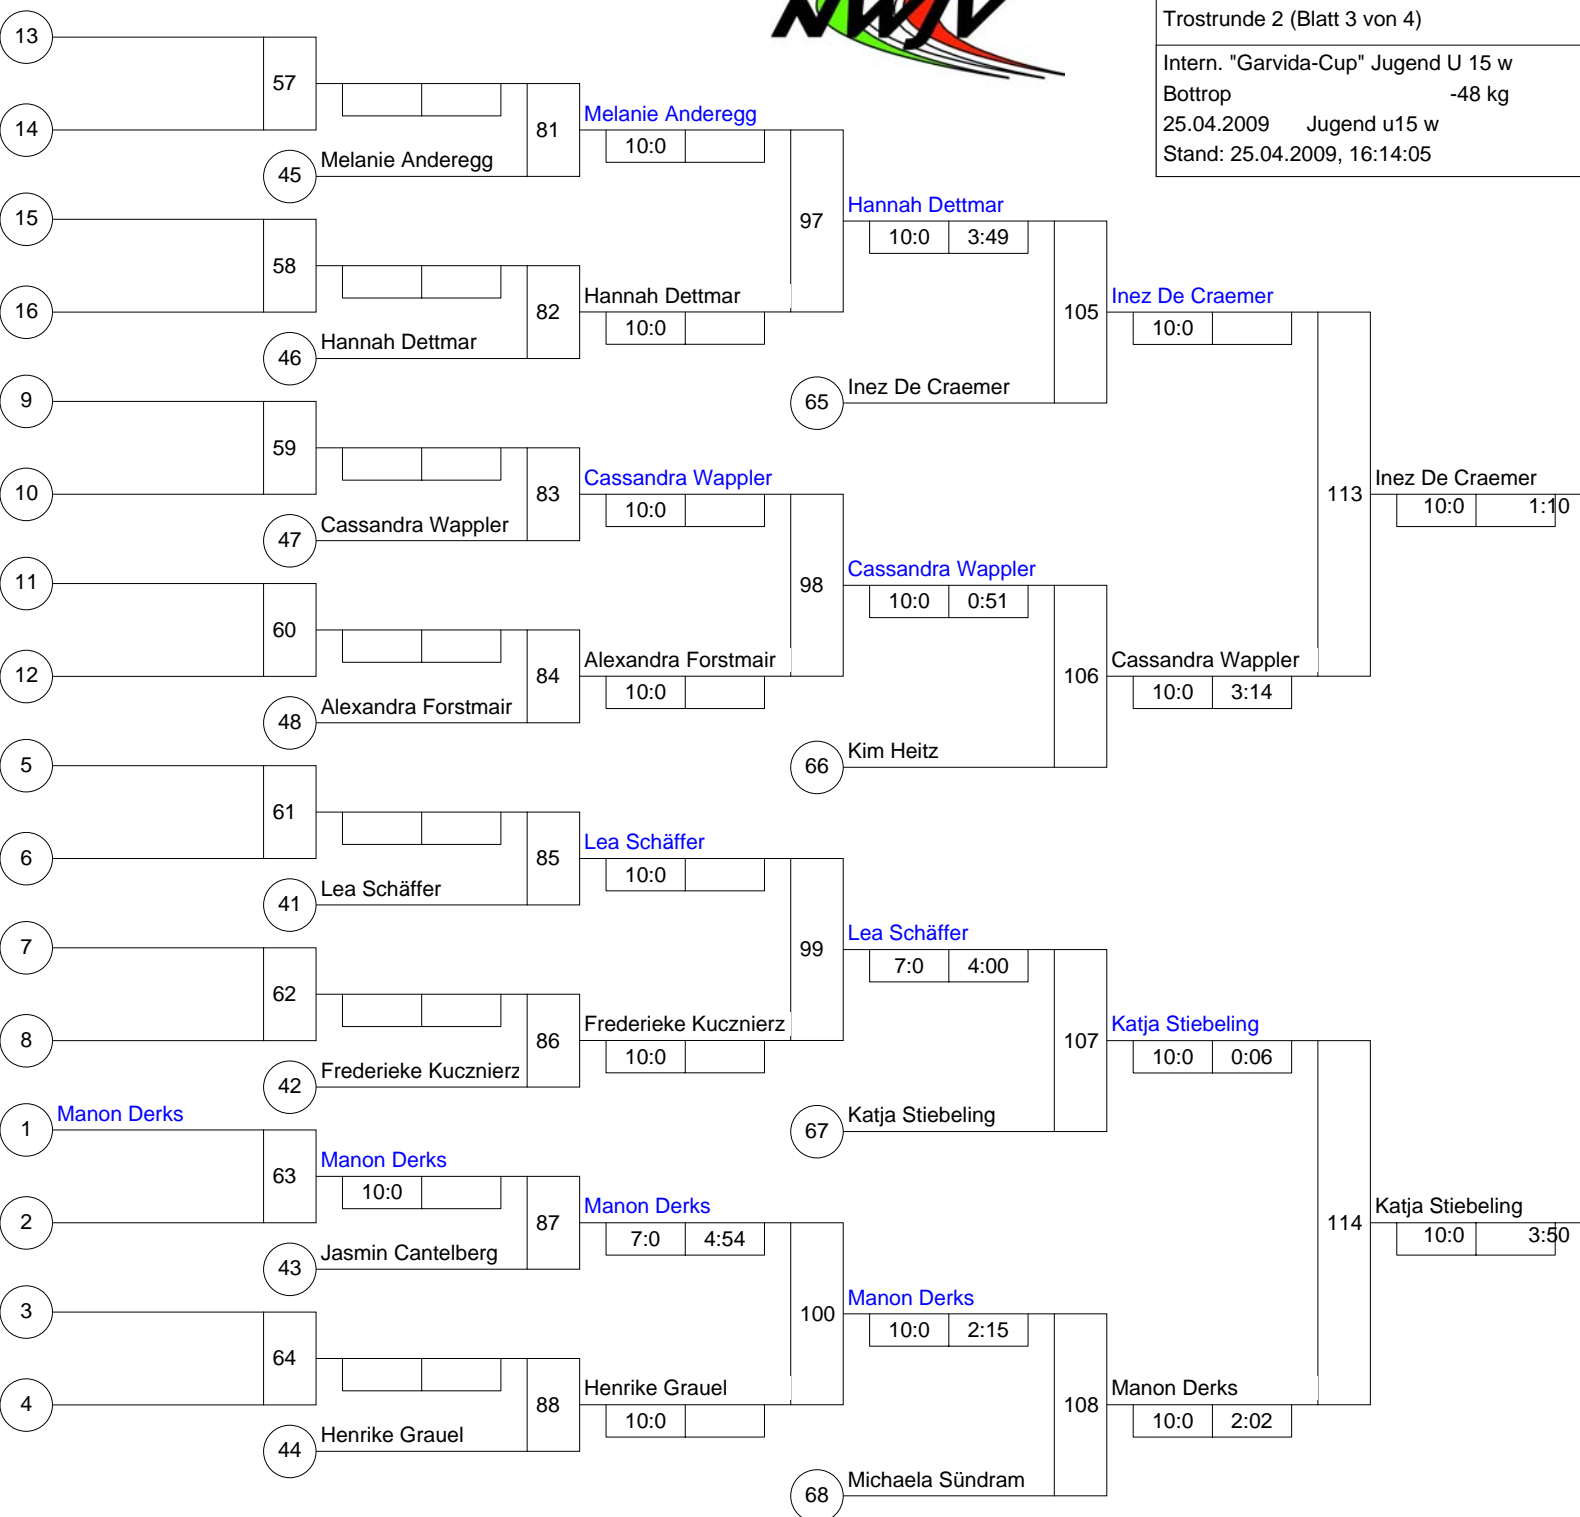 NWJV
Trostrunde 2 (Blatt 3 von 4)
Intern. "Garvida-Cup" Jugend U 15 w
Bottrop -48 kg
25.04.2009 Jugend u15 w
Stand: 25.04.2009, 16:14:05
13
57
14
81
Melanie Anderegg
10:0
45
Melanie Anderegg
15
97
Hannah Dettmar
10:0 3:49
58
16
82
Hannah Dettmar
10:0
46
Hannah Dettmar
105
Inez De Craemer
10:0
65
Inez De Craemer
9
59
10
83
Cassandra Wappler
10:0
47
Cassandra Wappler
113
Inez De Craemer
10:0 1:10
11
98
Cassandra Wappler
10:0 0:51
60
12
84
Alexandra Forstmair
10:0
48
Alexandra Forstmair
106
Cassandra Wappler
10:0 3:14
66
Kim Heitz
5
61
6
85
Lea Schäffer
10:0
41
Lea Schäffer
7
99
Lea Schäffer
7:0 4:00
62
8
86
Frederieke Kucznierz
10:0
42
Frederieke Kucznierz
107
Katja Stiebeling
10:0 0:06
67
Katja Stiebeling
1
Manon Derks
63
Manon Derks
10:0
2
87
Manon Derks
7:0 4:54
43
Jasmin Cantelberg
114
Katja Stiebeling
10:0 3:50
3
100
Manon Derks
10:0 2:15
64
4
88
Henrike Grauel
10:0
44
Henrike Grauel
108
Manon Derks
10:0 2:02
68
Michaela Sündram